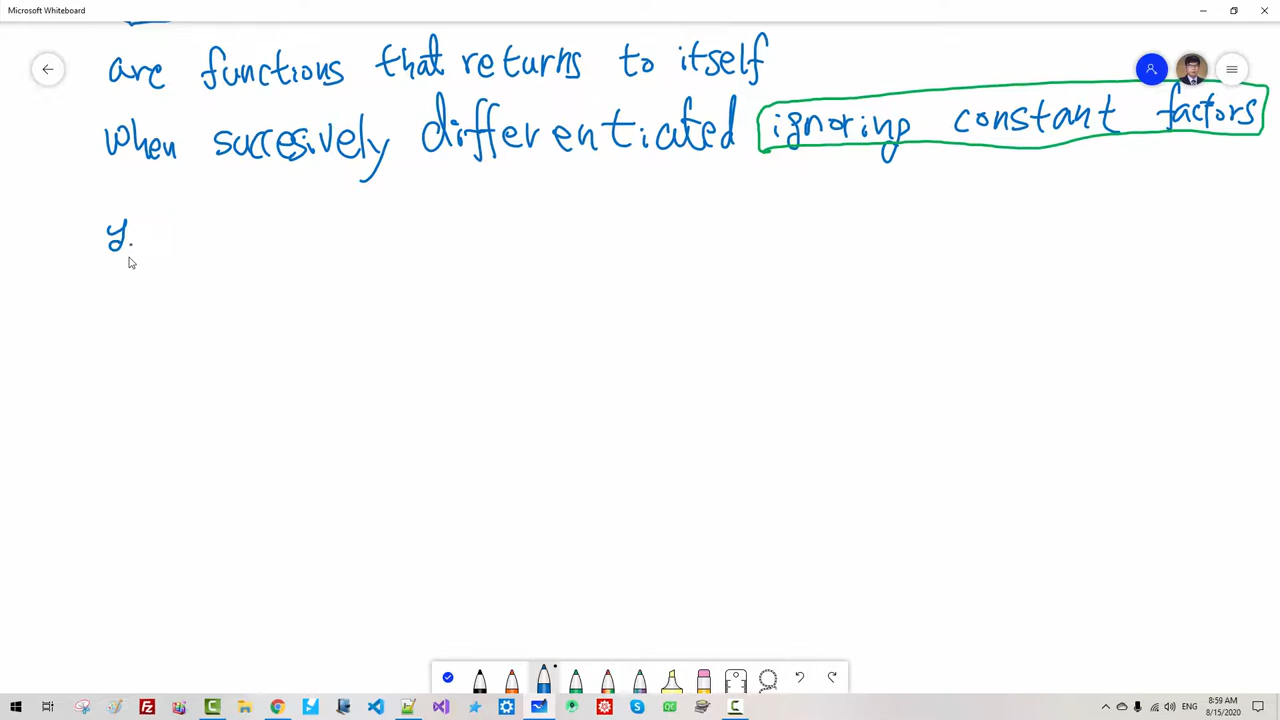 Microsoft Whiteboard
are functions that returns to itself
when succesively differentiated ignoring constant factors
y.
ENG
8:59 AM
8/15/2020